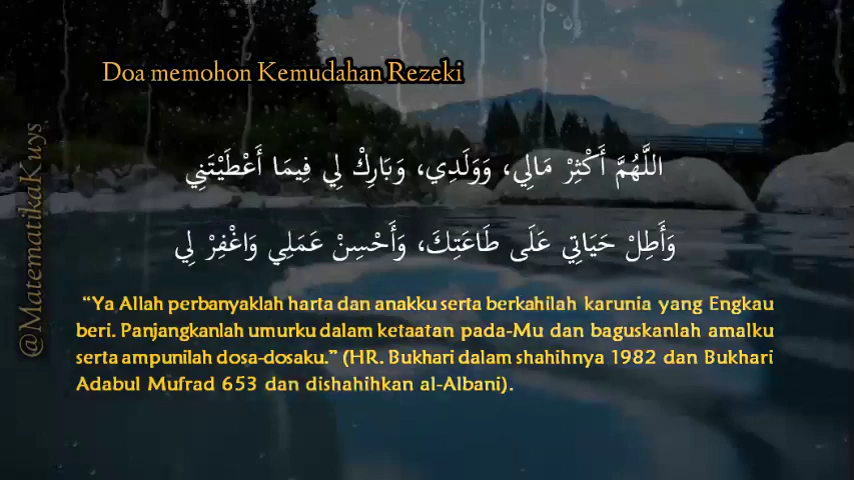 Doa memohon Kemudahan Rezeki
اللَّهُمَّ أَكْثِرْ مَالِي، وَوَلَدِي، وَبَارِكْ لِي فِيمَا أَعْطَيْتَنِي
وَأَطِلْ حَيَاتِي عَلَى طَاعَتِكَ، وَأَحْسِنْ عَمَلِي وَاغْفِرْ لِي
“Ya Allah perbanyaklah harta dan anakku serta berkahilah karunia yang Engkau
beri. Panjangkanlah umurku dalam ketaatan pada-Mu dan baguskanlah amalku
serta ampunilah dosa-dosaku.” (HR. Bukhari dalam shahihnya 1982 dan Bukhari
Adabul Mufrad 653 dan dishahihkan al-Albani).
@MatematikaKuys